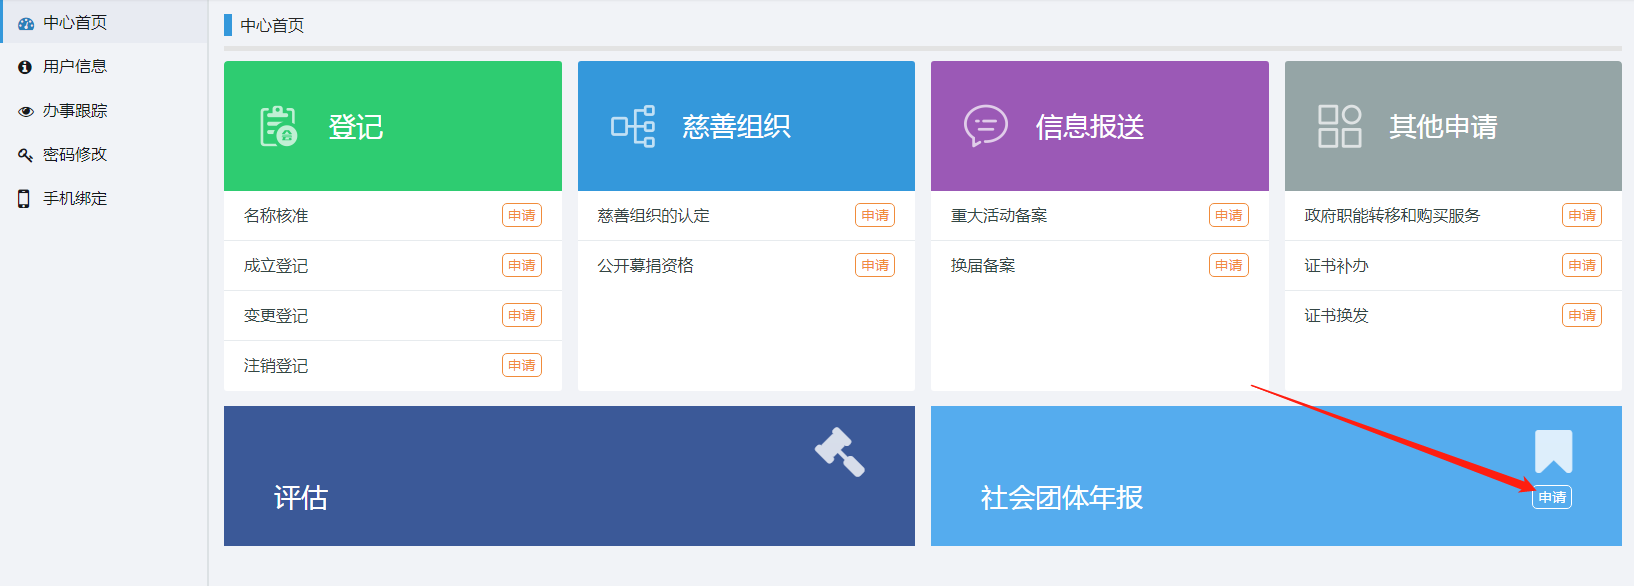 中心首页
用户信息
办事跟踪
密码修改
手机绑定
中心首页
登记
名称核准 申请
成立登记 申请
变更登记 申请
注销登记 申请
慈善组织
慈善组织的认定 申请
公开募捐资格 申请
信息报送
重大活动备案 申请
换届备案 申请
其他申请
政府职能转移和购买服务 申请
证书补办 申请
证书换发 申请
评估
社会团体年报 申请